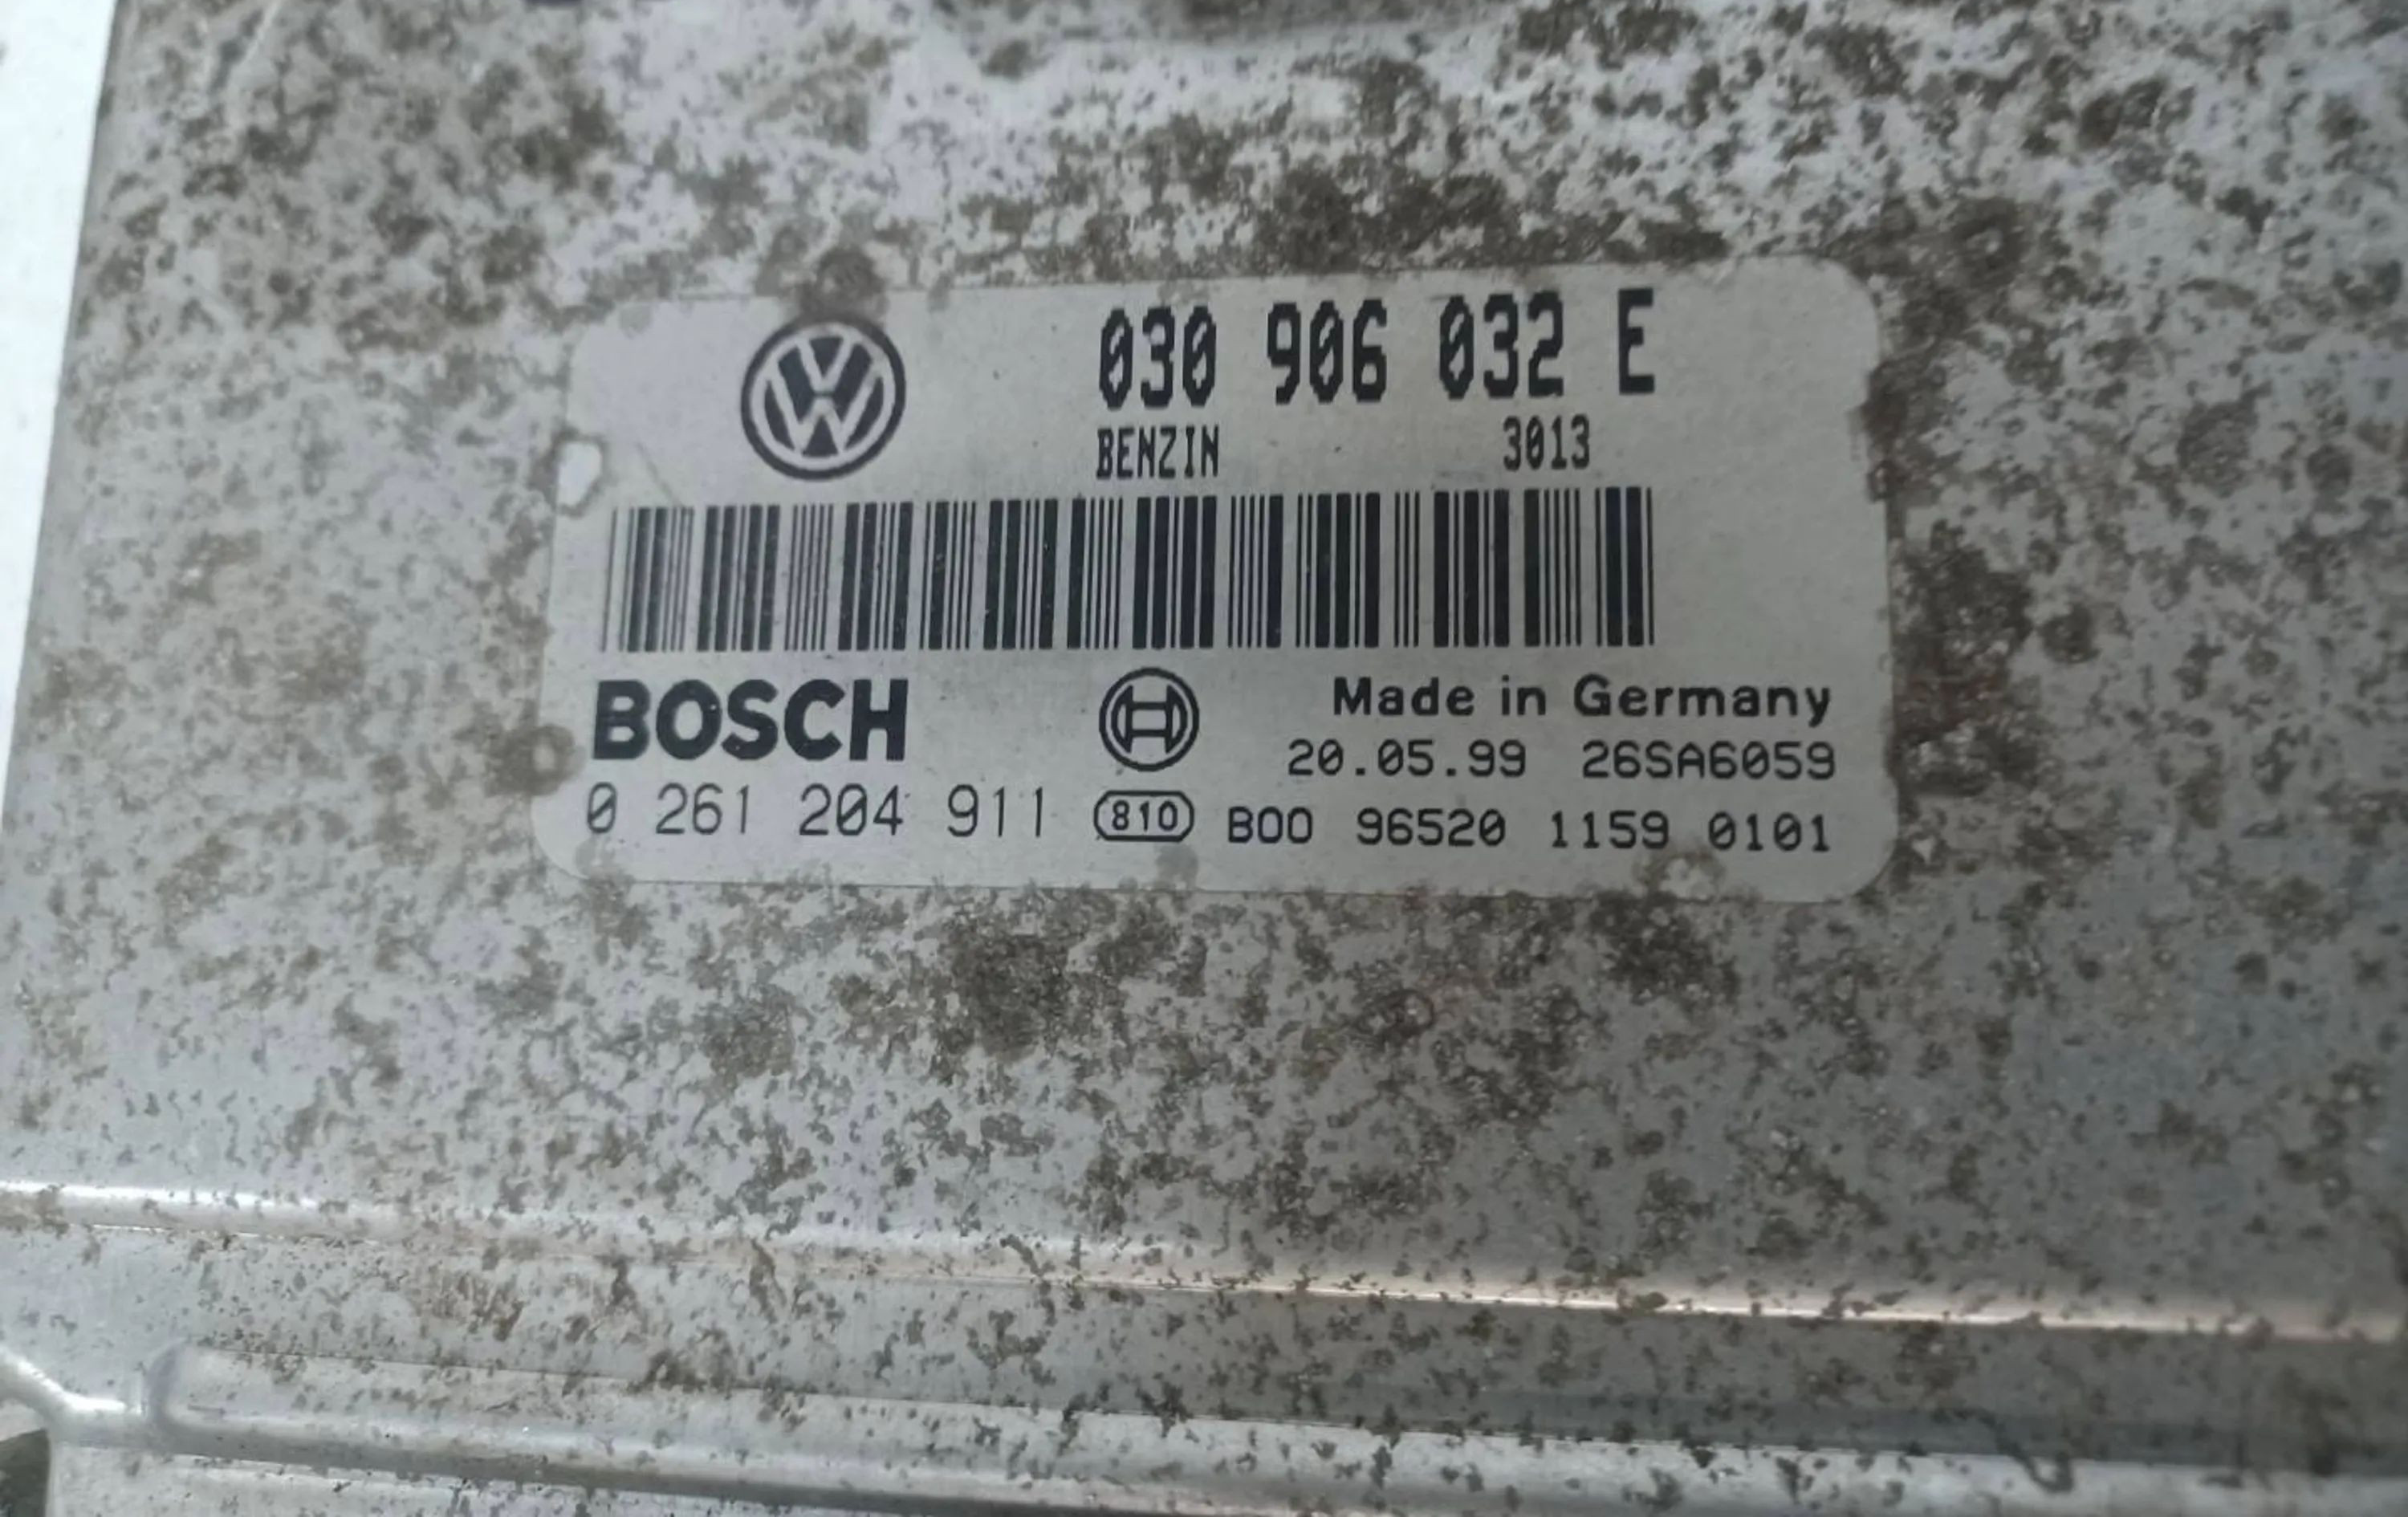 030 906 032 E
BENZIN 3013
BOSCH
0 261 204 911
Made in Germany
20.05.99 26SA6059
810 B00 96520 1159 0101